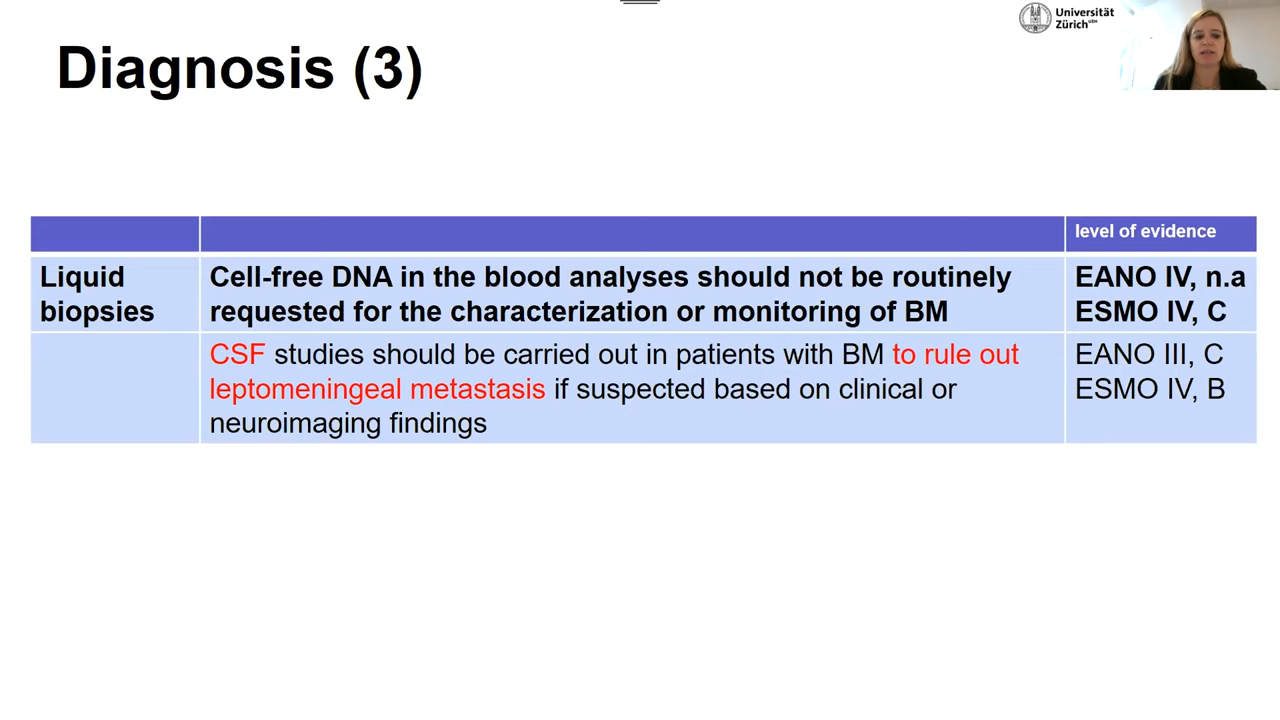 Universität
Zürich UZH
Diagnosis (3)
level of evidence
Liquid
biopsies
Cell-free DNA in the blood analyses should not be routinely
requested for the characterization or monitoring of BM
EANO IV, n.a
ESMO IV, C
CSF studies should be carried out in patients with BM to rule out
leptomeningeal metastasis if suspected based on clinical or
neuroimaging findings
EANO III, C
ESMO IV, B